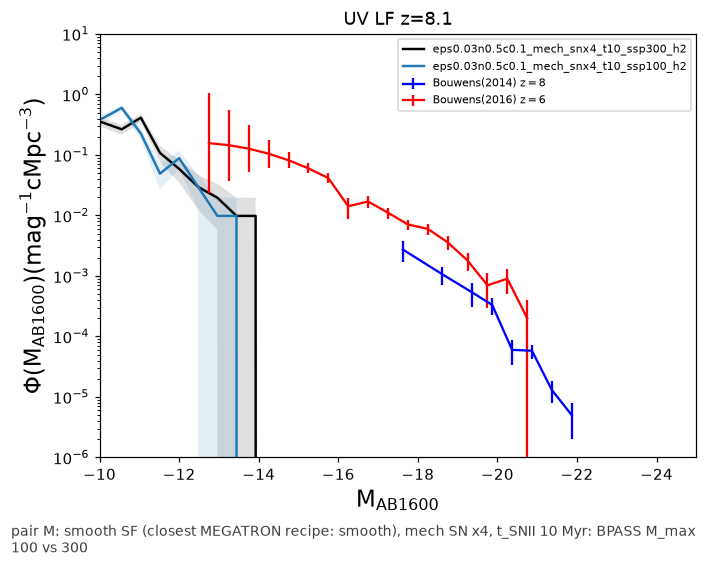 UV LF z=8.1
10¹
10⁰
10⁻¹
10⁻²
10⁻³
10⁻⁴
10⁻⁵
10⁻⁶
Φ(M_AB1600)(mag⁻¹cMpc⁻³)
eps0.03n0.5c0.1_mech_snx4_t10_ssp300_h2
eps0.03n0.5c0.1_mech_snx4_t10_ssp100_h2
Bouwens(2014) z = 8
Bouwens(2016) z = 6
−10 −12 −14 −16 −18 −20 −22 −24
M_AB1600
pair M: smooth SF (closest MEGATRON recipe: smooth), mech SN x4, t_SNII 10 Myr: BPASS M_max
100 vs 300